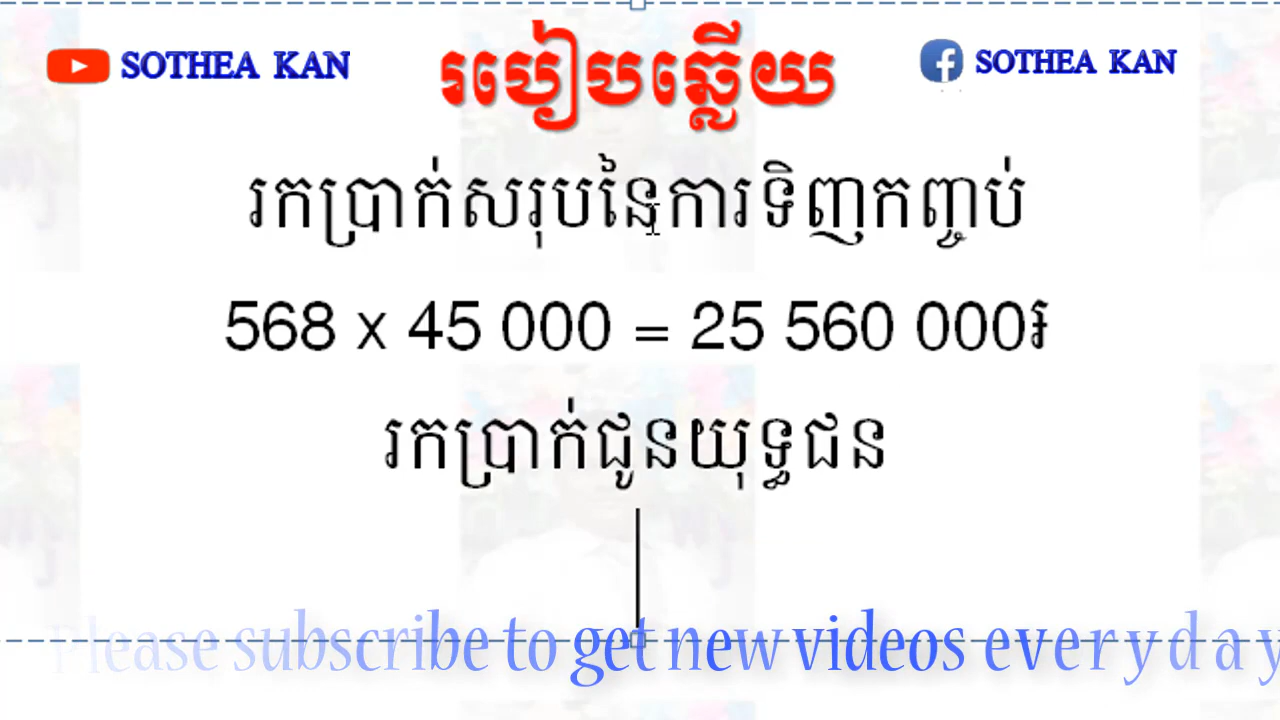 SOTHEA KAN
របៀបឆ្លើយ
SOTHEA KAN
រកប្រាក់សរុបនៃការទិញកញ្ចប់
568 x 45 000 = 25 560 000៛
រកប្រាក់ជូនយុទ្ធជន
Please subscribe to get new videos everyday